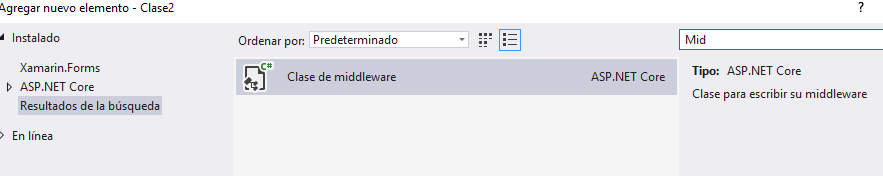 Agregar nuevo elemento - Clase2
?
Instalado
Ordenar por: Predeterminado
Mid
Xamarin.Forms
ASP.NET Core
Resultados de la búsqueda
En línea
C#
Clase de middleware ASP.NET Core
Tipo: ASP.NET Core
Clase para escribir su middleware